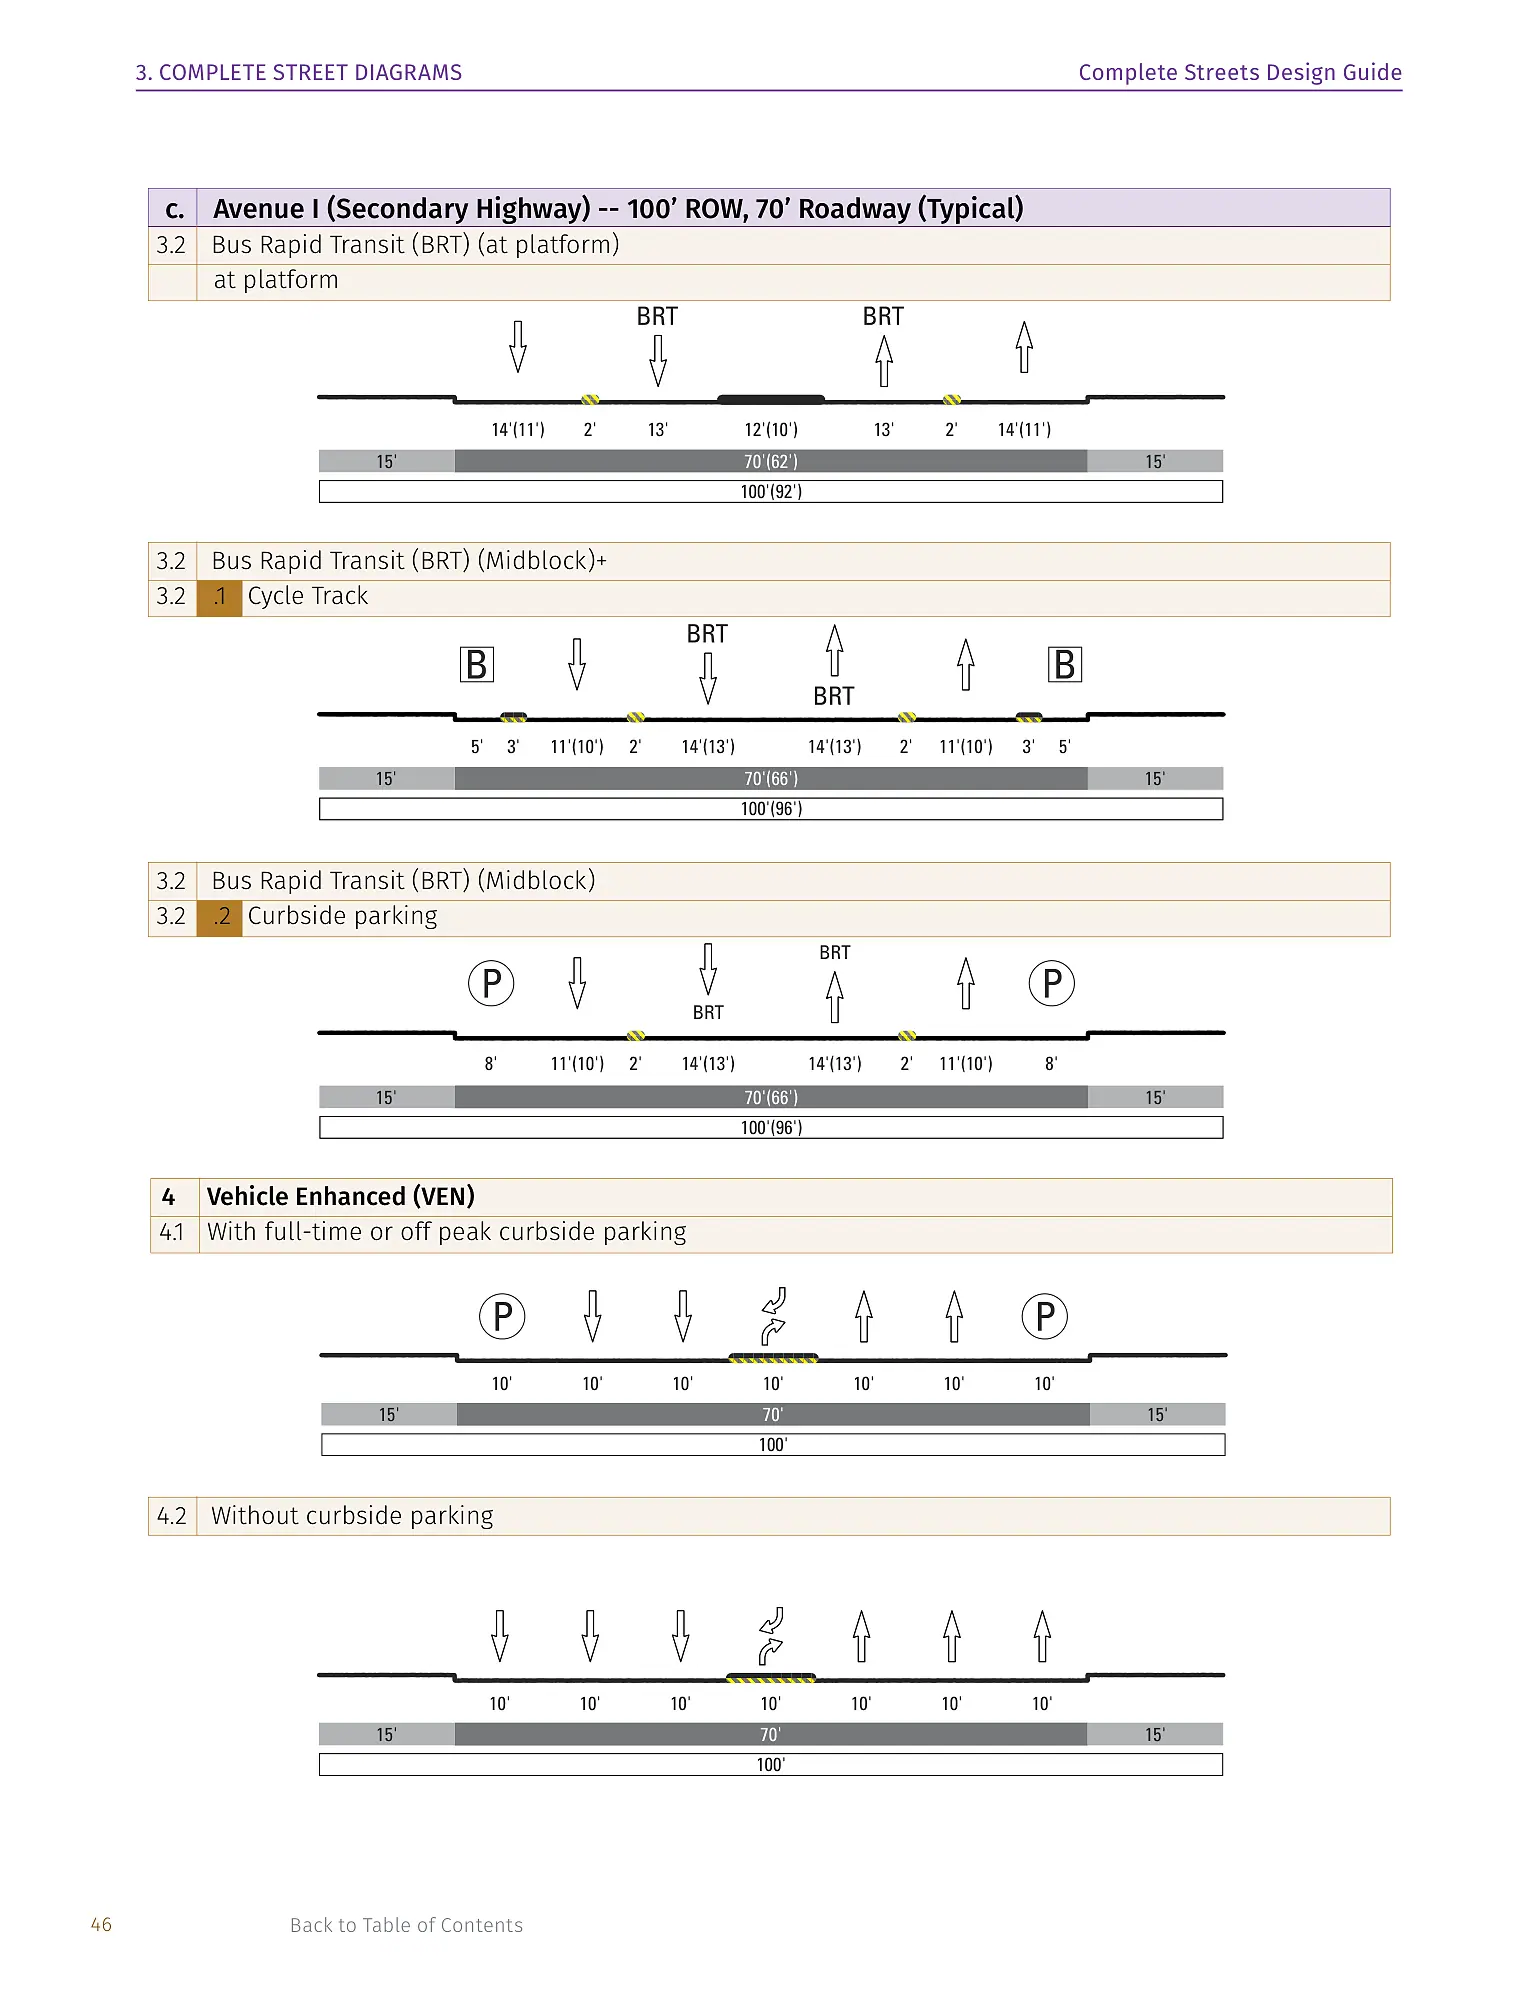 3. COMPLETE STREET DIAGRAMS
Complete Streets Design Guide
c. Avenue I (Secondary Highway) -- 100’ ROW, 70’ Roadway (Typical)
3.2 Bus Rapid Transit (BRT) (at platform)
at platform
BRT BRT
14'(11') 2' 13' 12'(10') 13' 2' 14'(11')
15' 70'(62') 15'
100'(92')
3.2 Bus Rapid Transit (BRT) (Midblock)+
3.2 .1 Cycle Track
BRT
B B
BRT
5' 3' 11'(10') 2' 14'(13') 14'(13') 2' 11'(10') 3' 5'
15' 70'(66') 15'
100'(96')
3.2 Bus Rapid Transit (BRT) (Midblock)
3.2 .2 Curbside parking
BRT
P P
BRT
8' 11'(10') 2' 14'(13') 14'(13') 2' 11'(10') 8'
15' 70'(66') 15'
100'(96')
4 Vehicle Enhanced (VEN)
4.1 With full-time or off peak curbside parking
P P
10' 10' 10' 10' 10' 10' 10'
15' 70' 15'
100'
4.2 Without curbside parking
10' 10' 10' 10' 10' 10' 10'
15' 70' 15'
100'
46 Back to Table of Contents